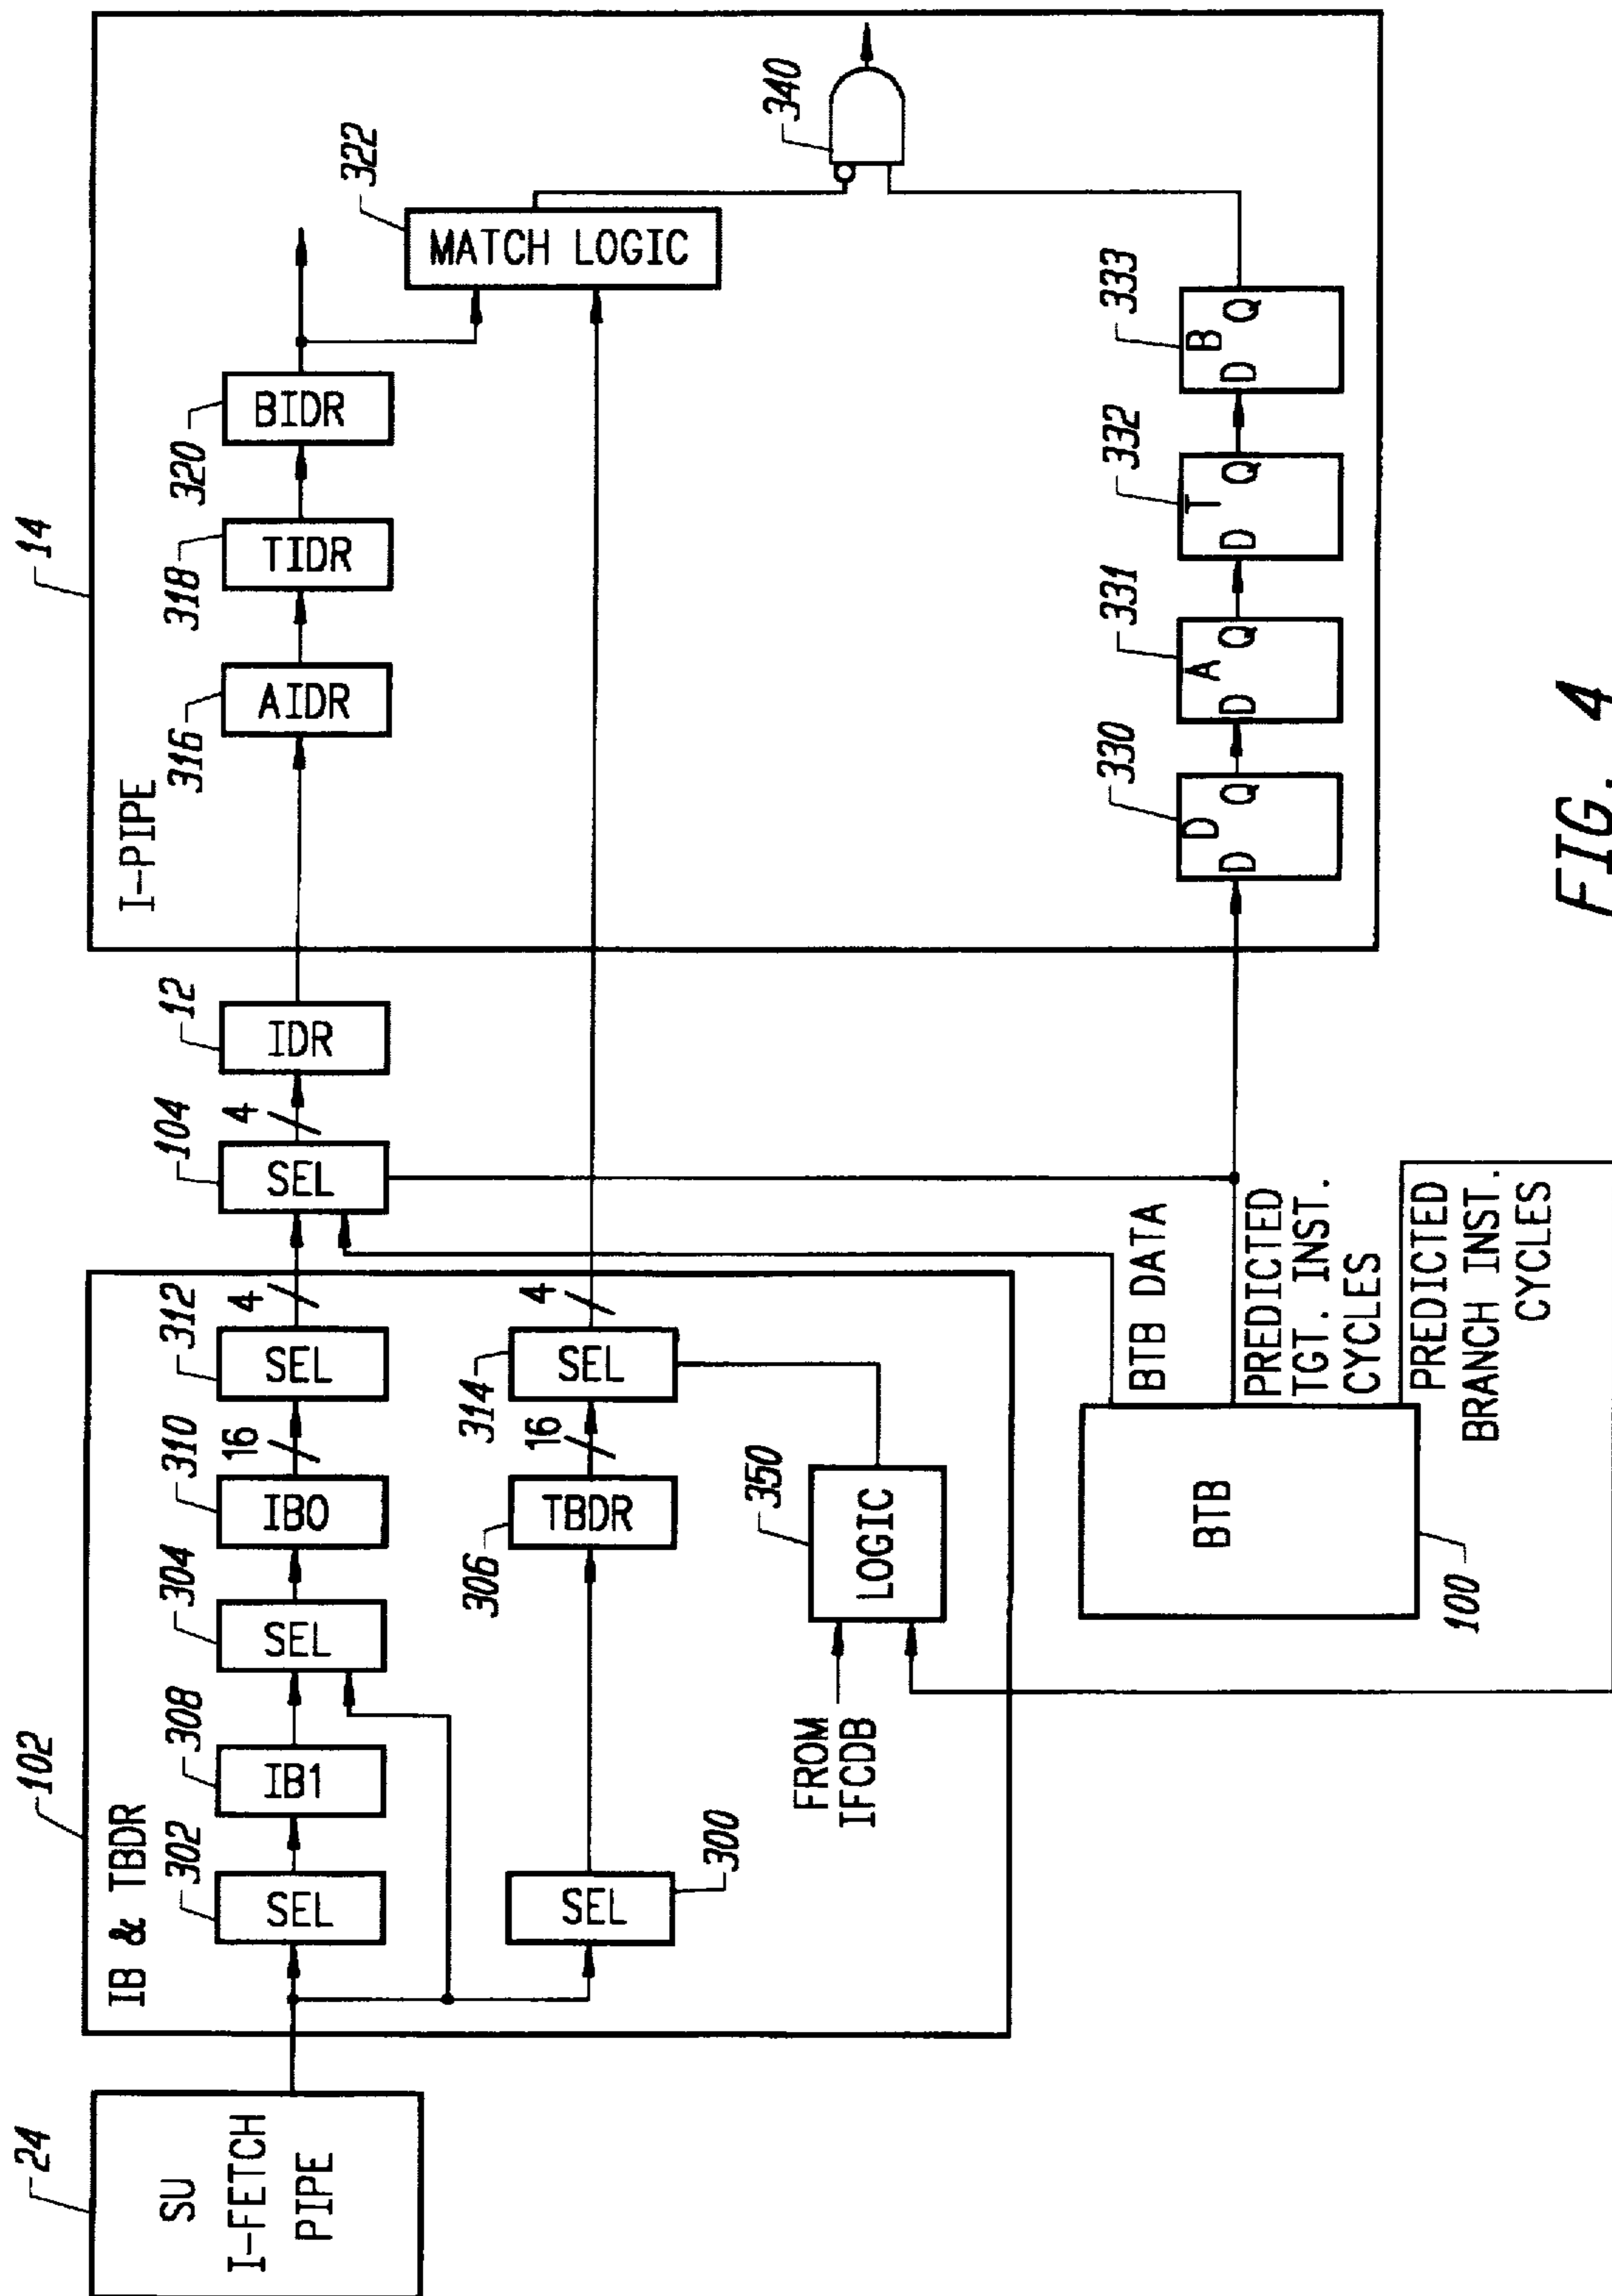 24
SU
I-FETCH
PIPE
102
IB & TBDR
302
SEL
308
IB1
304
SEL
310
IB0
16
312
SEL
4
300
SEL
306
TBDR
16
314
SEL
4
FROM
IFCDB
350
LOGIC
104
SEL
4
12
IDR
BTB
100
BTB DATA
PREDICTED
TGT. INST.
CYCLES
PREDICTED
BRANCH INST.
CYCLES
14
I-PIPE
316
AIDR
318
TIDR
320
BIDR
322
MATCH LOGIC
340
330
D
D Q
331
A
D Q
332
T
D Q
333
B
D Q
FIG. 4